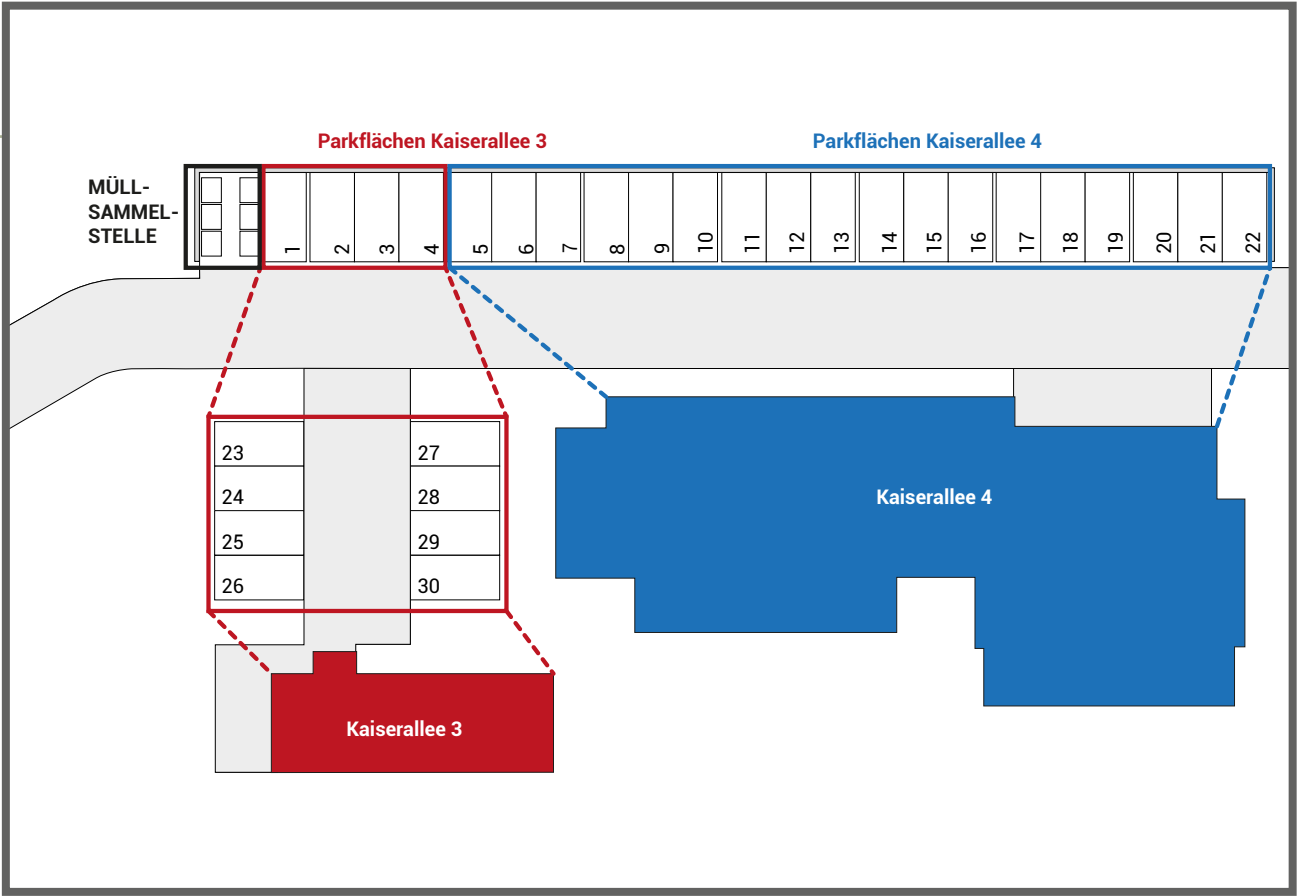 Parkflächen Kaiserallee 3
Parkflächen Kaiserallee 4
MÜLL-
SAMMEL-
STELLE
1 2 3 4 5 6 7 8 9 10 11 12 13 14 15 16 17 18 19 20 21 22
23 27
24 28
25 29
26 30
Kaiserallee 4
Kaiserallee 3